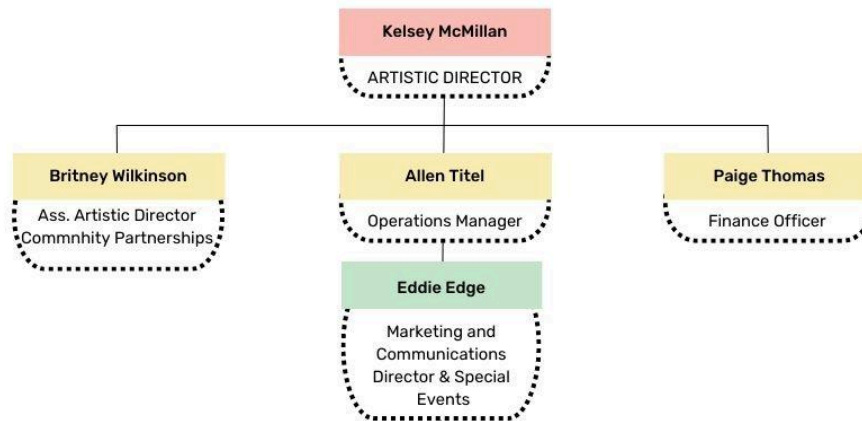 Kelsey McMillan
ARTISTIC DIRECTOR
Britney Wilkinson
Ass. Artistic Director
Commnhity Partnerships
Allen Titel
Operations Manager
Paige Thomas
Finance Officer
Eddie Edge
Marketing and
Communications
Director & Special
Events